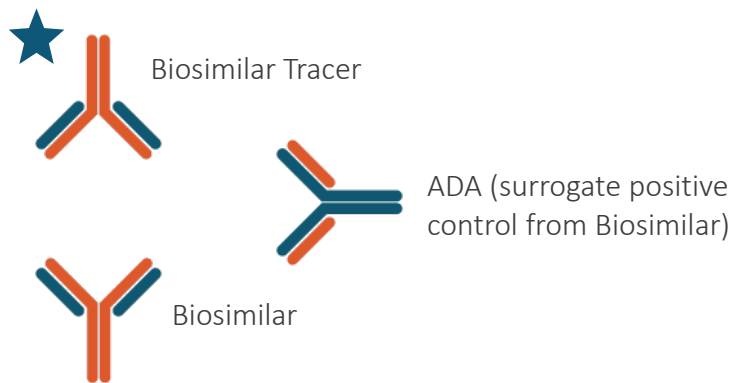 Biosimilar Tracer
ADA (surrogate positive
control from Biosimilar)
Biosimilar